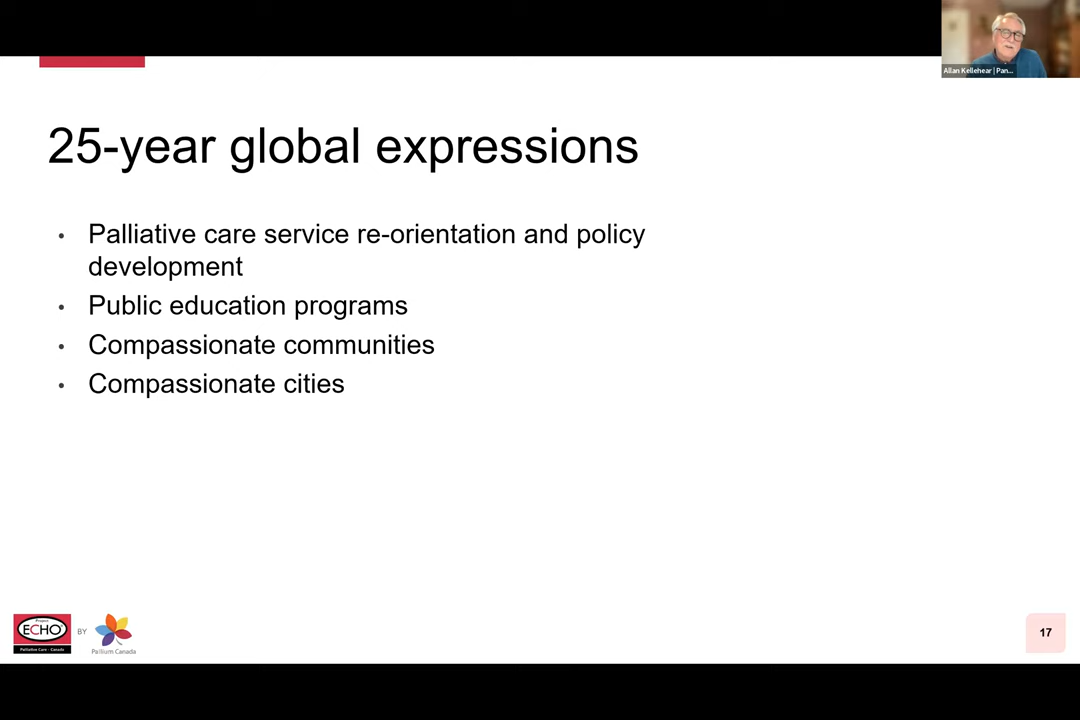 Allan Kellehear | Pan...
25-year global expressions
• Palliative care service re-orientation and policy
development
• Public education programs
• Compassionate communities
• Compassionate cities
Project
ECHO®
Palliative Care - Canada
BY
Pallium Canada
17